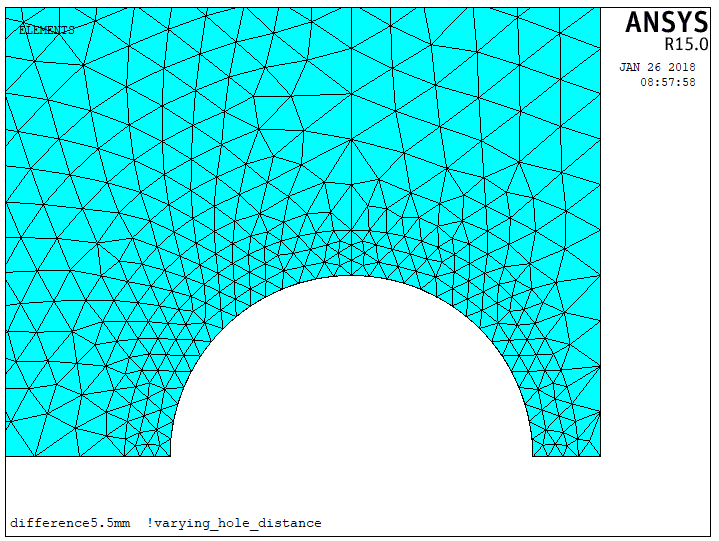 ELEMENTS
ANSYS
R15.0
JAN 26 2018
08:57:58
difference5.5mm  !varying_hole_distance